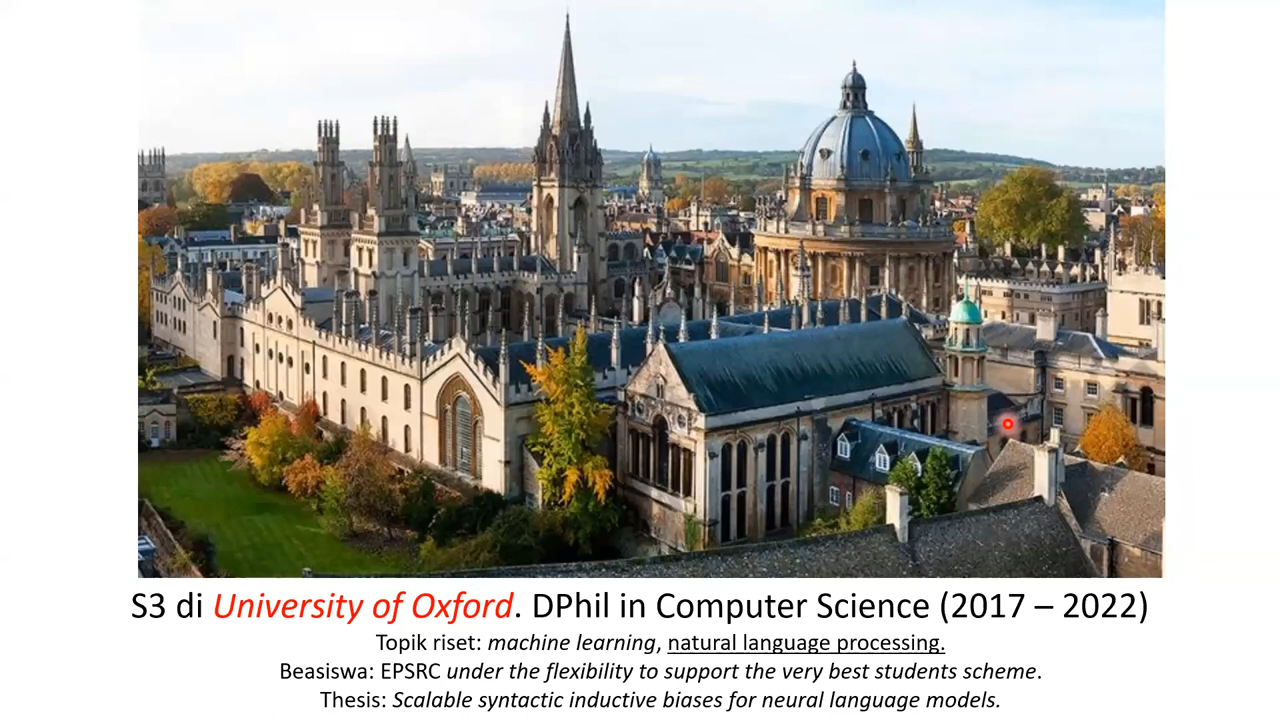 S3 di University of Oxford. DPhil in Computer Science (2017 – 2022)
Topik riset: machine learning, natural language processing.
Beasiswa: EPSRC under the flexibility to support the very best students scheme.
Thesis: Scalable syntactic inductive biases for neural language models.